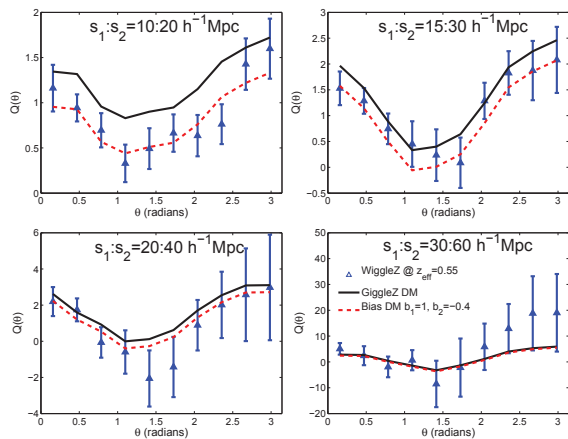 s1:s2=10:20 h⁻¹Mpc
2
1.5
1
0.5
0
Q(θ)
0 0.5 1 1.5 2 2.5 3
θ (radians)
s1:s2=15:30 h⁻¹Mpc
2.5
2
1.5
1
0.5
0
−0.5
Q(θ)
0 0.5 1 1.5 2 2.5 3
θ (radians)
s1:s2=20:40 h⁻¹Mpc
6
4
2
0
−2
−4
Q(θ)
0 0.5 1 1.5 2 2.5 3
θ (radians)
s1:s2=30:60 h⁻¹Mpc
WiggleZ @ zeff=0.55
GiggleZ DM
Bias DM b1=1, b2=−0.4
50
40
30
20
10
0
−10
−20
Q(θ)
0 0.5 1 1.5 2 2.5 3
θ (radians)